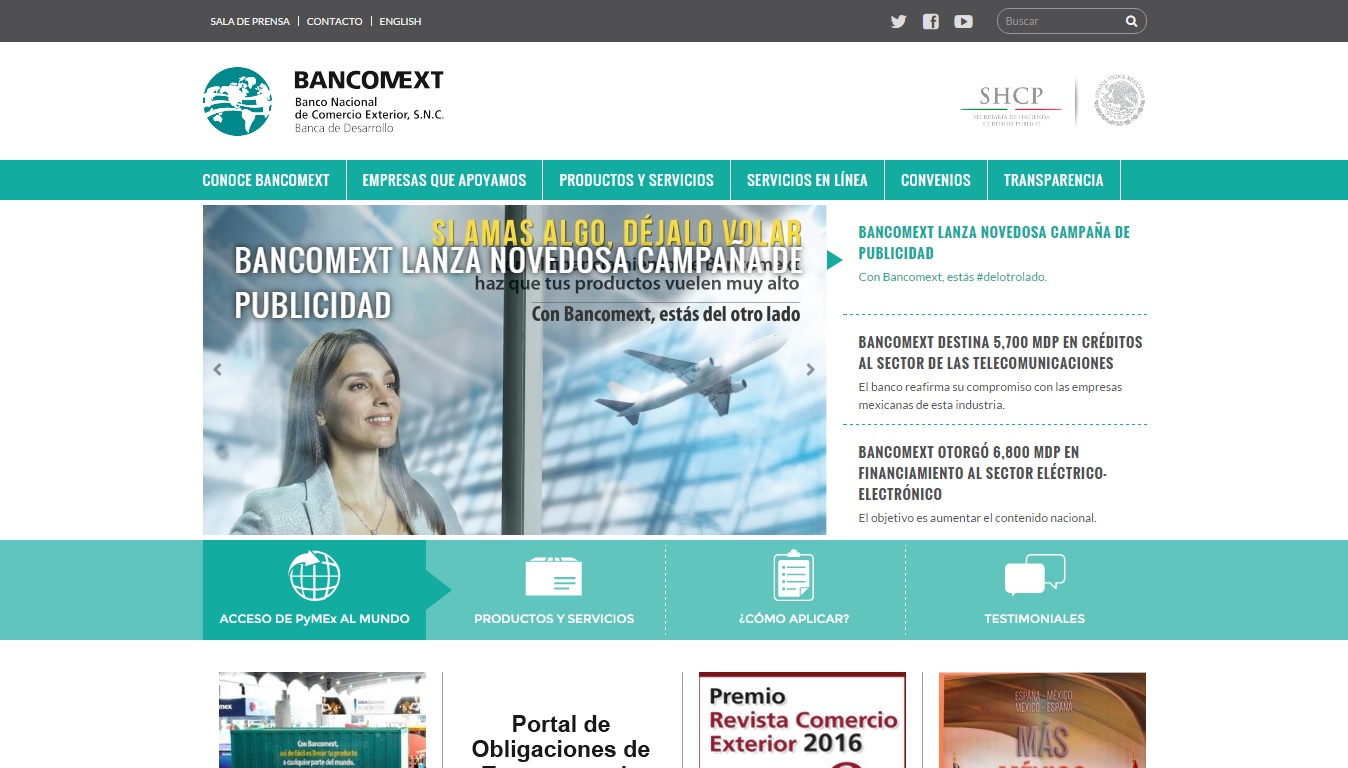 SALA DE PRENSA
CONTACTO
ENGLISH
Buscar
BANCOMEXT
Banco Nacional
de Comercio Exterior, S.N.C.
Banca de Desarrollo
SHCP
SECRETARÍA DE HACIENDA
Y CRÉDITO PÚBLICO
ESTADOS UNIDOS MEXICANOS
CONOCE BANCOMEXT
EMPRESAS QUE APOYAMOS
PRODUCTOS Y SERVICIOS
SERVICIOS EN LÍNEA
CONVENIOS
TRANSPARENCIA
SI AMAS ALGO, DÉJALO VOLAR
BANCOMEXT LANZA NOVEDOSA CAMPAÑA DE
PUBLICIDAD
haz que tus productos vuelen muy alto
Con Bancomext, estás del otro lado
BANCOMEXT LANZA NOVEDOSA CAMPAÑA DE
PUBLICIDAD
Con Bancomext, estás #delotrolado.
BANCOMEXT DESTINA 5,700 MDP EN CRÉDITOS
AL SECTOR DE LAS TELECOMUNICACIONES
El banco reafirma su compromiso con las empresas
mexicanas de esta industria.
BANCOMEXT OTORGÓ 6,800 MDP EN
FINANCIAMIENTO AL SECTOR ELÉCTRICO-
ELECTRÓNICO
El objetivo es aumentar el contenido nacional.
ACCESO DE PyMEx AL MUNDO
PRODUCTOS Y SERVICIOS
¿CÓMO APLICAR?
TESTIMONIALES
Con Bancomext,
así de fácil es llevar tu producto
a cualquier parte del mundo.
Portal de
Obligaciones de
Premio
Revista Comercio
Exterior 2016
ESPAÑA - MÉXICO
MÉXICO - ESPAÑA
MÁS
MÉXICO